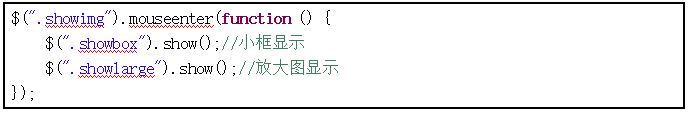 $(".showimg").mouseenter(function () {
$(".showbox").show();//小框显示
$(".showlarge").show();//放大图显示
});